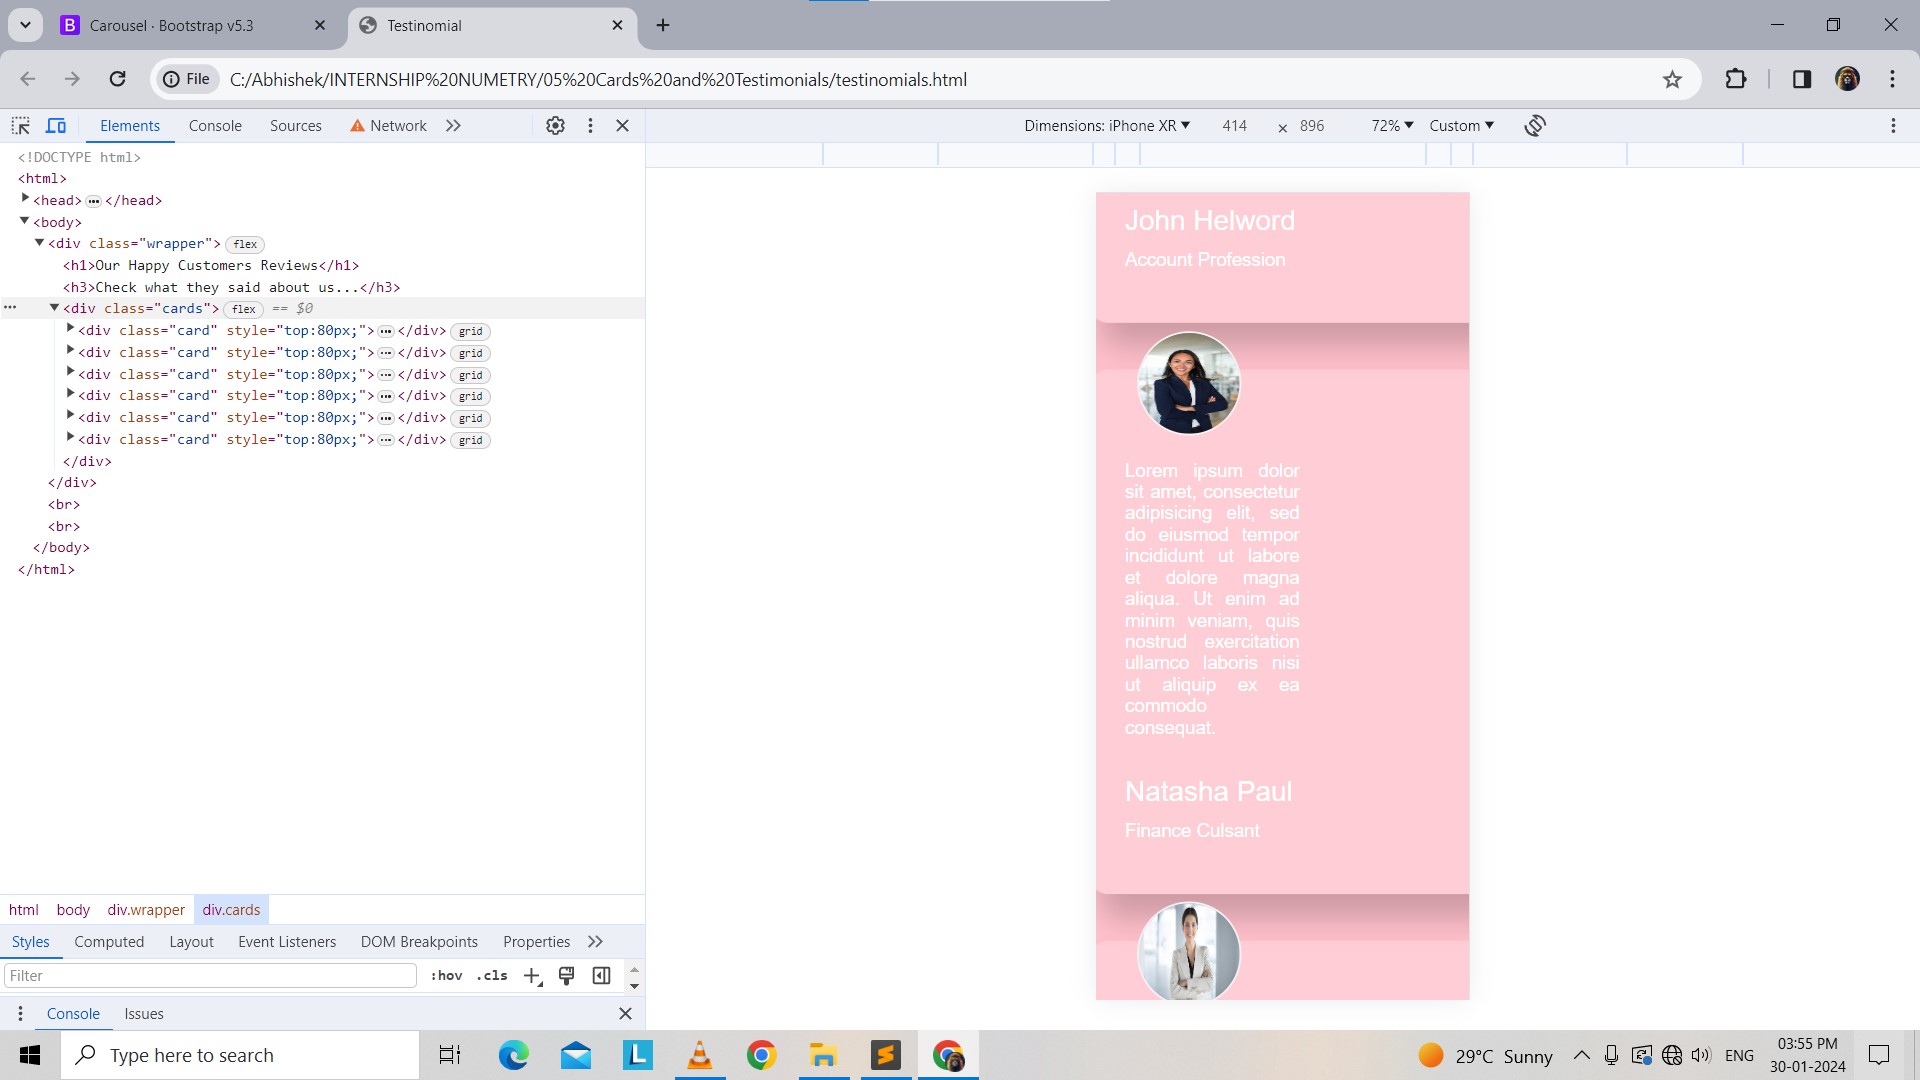 Carousel · Bootstrap v5.3
Testinomial
File
C:/Abhishek/INTERNSHIP%20NUMETRY/05%20Cards%20and%20Testimonials/testinomials.html
Elements
Console
Sources
Network
Dimensions: iPhone XR
414
×
896
72%
Custom
<!DOCTYPE html>
<html>
<head> ••• </head>
<body>
<div class="wrapper"> flex
<h1>Our Happy Customers Reviews</h1>
<h3>Check what they said about us...</h3>
<div class="cards"> flex == $0
<div class="card" style="top:80px;"> ••• </div> grid
<div class="card" style="top:80px;"> ••• </div> grid
<div class="card" style="top:80px;"> ••• </div> grid
<div class="card" style="top:80px;"> ••• </div> grid
<div class="card" style="top:80px;"> ••• </div> grid
<div class="card" style="top:80px;"> ••• </div> grid
</div>
</div>
<br>
<br>
</body>
</html>
html
body
div.wrapper
div.cards
Styles
Computed
Layout
Event Listeners
DOM Breakpoints
Properties
Filter
:hov
.cls
Console
Issues
John Helword
Account Profession
Lorem ipsum dolor
sit amet, consectetur
adipisicing elit, sed
do eiusmod tempor
incididunt ut labore
et dolore magna
aliqua. Ut enim ad
minim veniam, quis
nostrud exercitation
ullamco laboris nisi
ut aliquip ex ea
commodo
consequat.
Natasha Paul
Finance Culsant
Type here to search
29°C Sunny
ENG
03:55 PM
30-01-2024